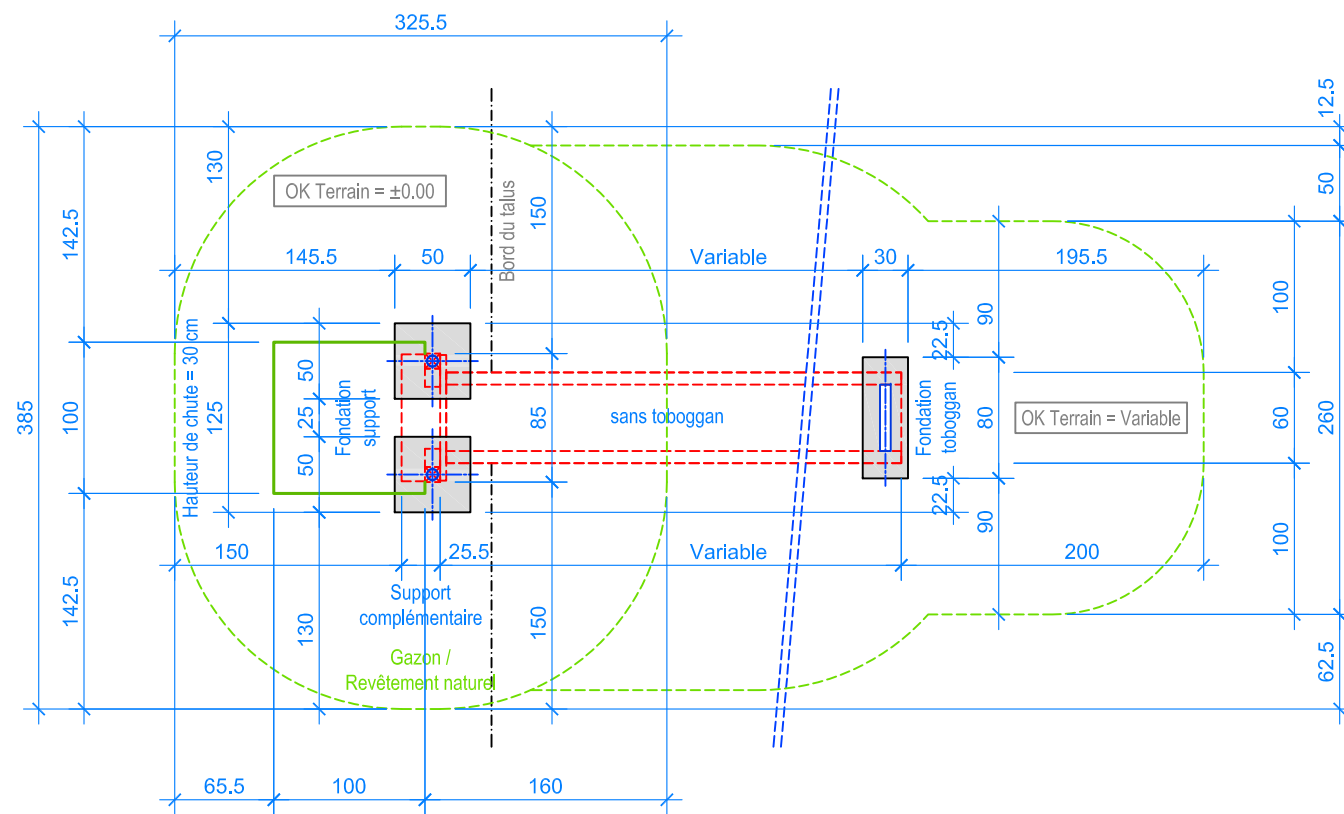 325.5
12.5
385
142.5
130
OK Terrain = ±0.00
150
Bord du talus
50
145.5
50
Variable
30
195.5
100
90
22.5
Hauteur de chute = 30 cm
100
125
50
25
50
Fondation
support
85
sans toboggan
Fondation
toboggan
80
OK Terrain = Variable
60
260
22.5
90
100
150
25.5
Variable
200
142.5
130
Support
complémentaire
150
Gazon /
Revêtement naturel
62.5
65.5
100
160